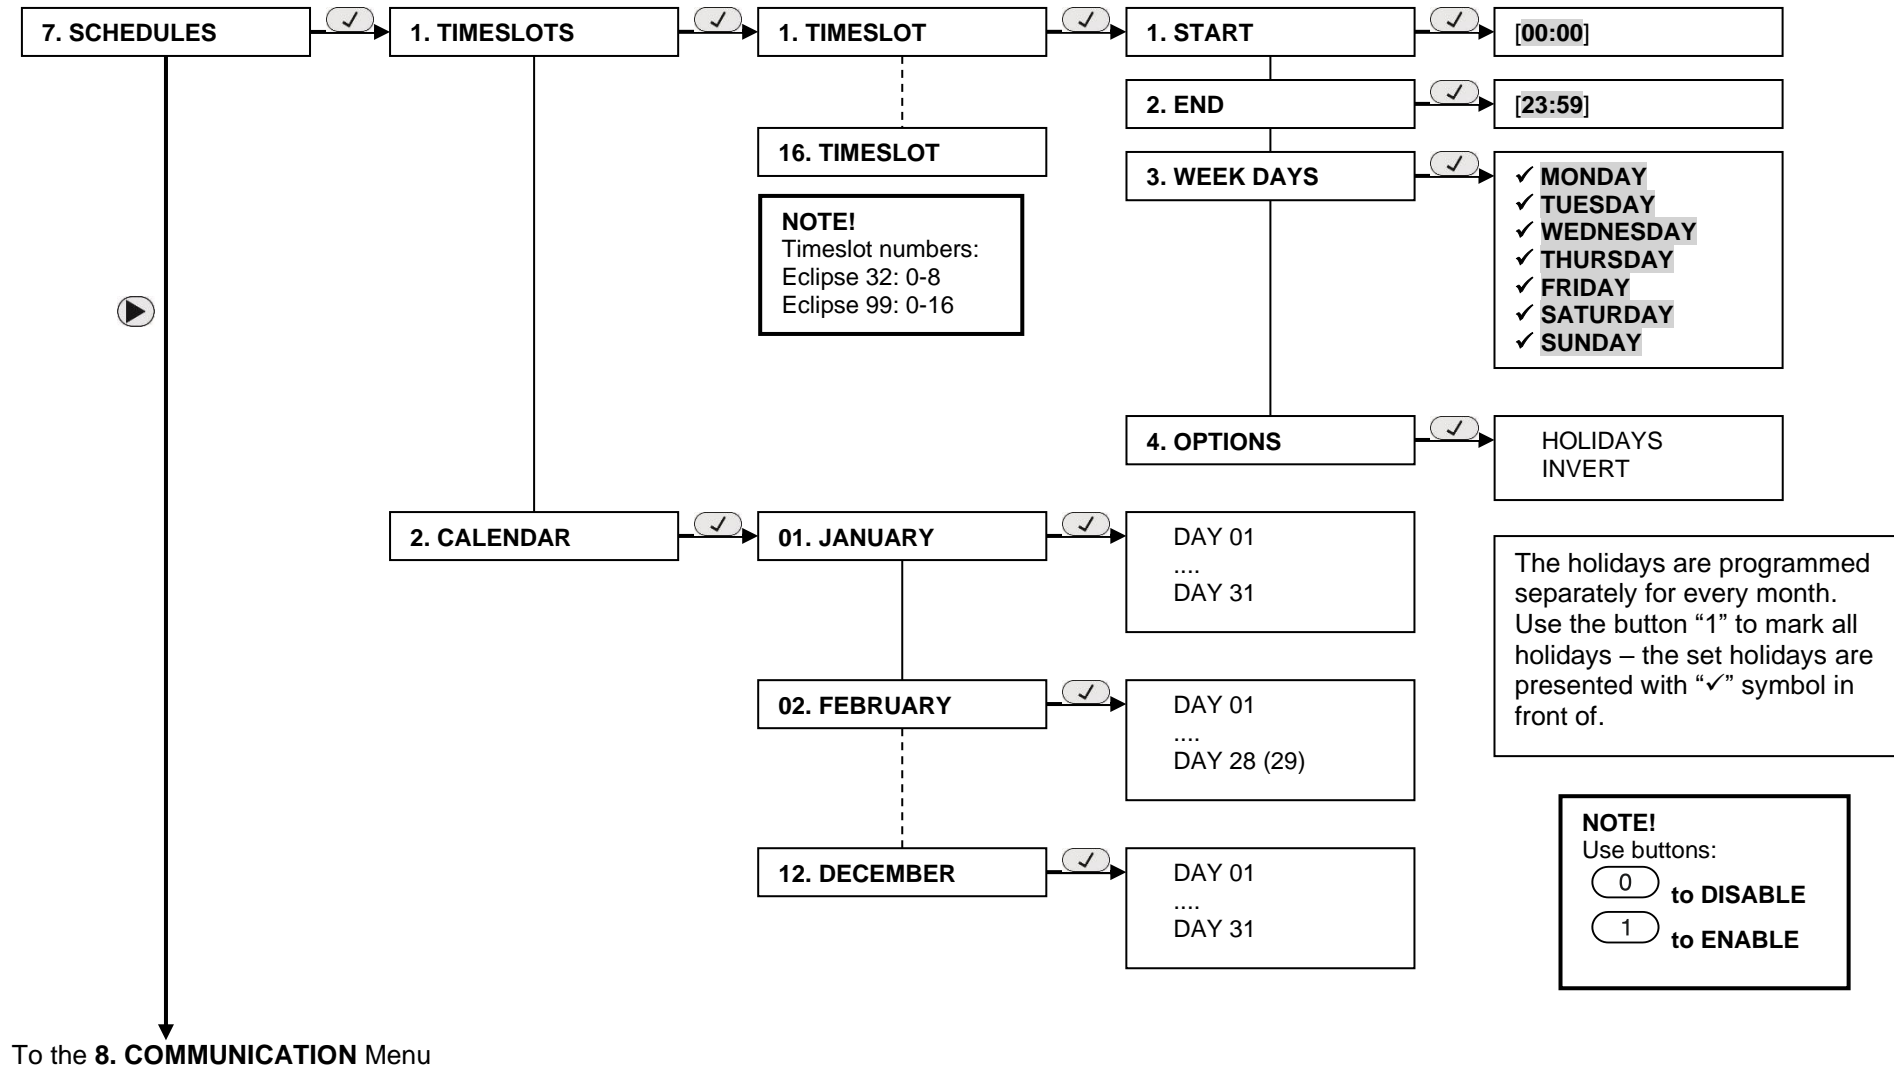 7. SCHEDULES
1. TIMESLOTS
1. TIMESLOT
1. START
[00:00]
2. END
[23:59]
16. TIMESLOT
3. WEEK DAYS
✓ MONDAY
✓ TUESDAY
✓ WEDNESDAY
✓ THURSDAY
✓ FRIDAY
✓ SATURDAY
✓ SUNDAY
NOTE!
Timeslot numbers:
Eclipse 32: 0-8
Eclipse 99: 0-16
4. OPTIONS
HOLIDAYS
INVERT
2. CALENDAR
01. JANUARY
DAY 01
....
DAY 31
The holidays are programmed
separately for every month.
Use the button “1” to mark all
holidays – the set holidays are
presented with “✓” symbol in
front of.
02. FEBRUARY
DAY 01
....
DAY 28 (29)
12. DECEMBER
DAY 01
....
DAY 31
NOTE!
Use buttons:
0 to DISABLE
1 to ENABLE
To the 8. COMMUNICATION Menu